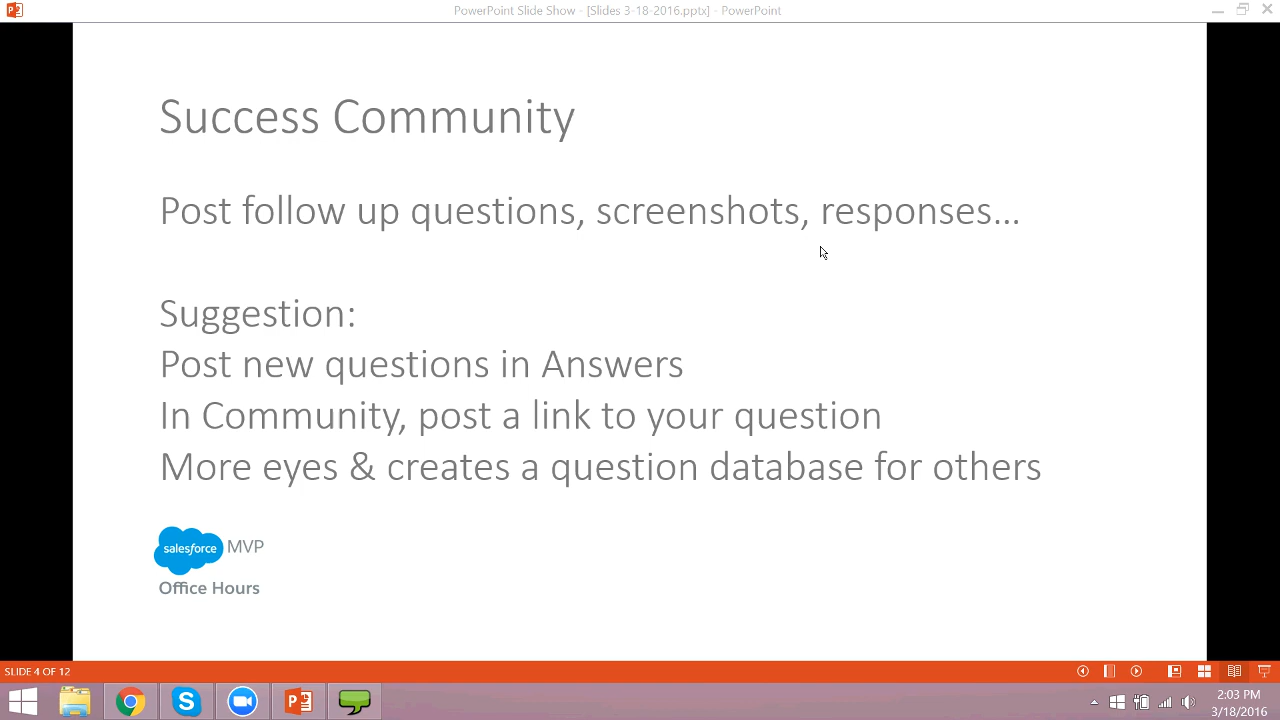 PowerPoint Slide Show - [Slides 3-18-2016.pptx] - PowerPoint
Success Community
Post follow up questions, screenshots, responses...
Suggestion:
Post new questions in Answers
In Community, post a link to your question
More eyes & creates a question database for others
salesforce MVP
Office Hours
SLIDE 4 OF 12
2:03 PM
3/18/2016